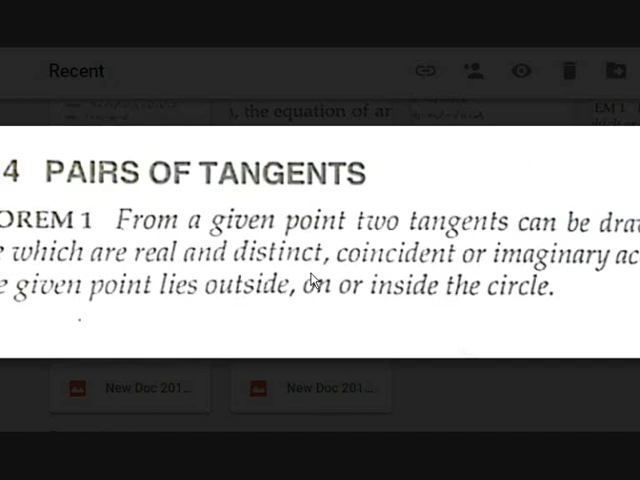 Recent
, the equation of ar
EM 1
4 PAIRS OF TANGENTS
OREM 1 From a given point two tangents can be
which are real and distinct, coincident or imaginary
given point lies outside, on or inside the circle.
New Doc 201...
New Doc 201...